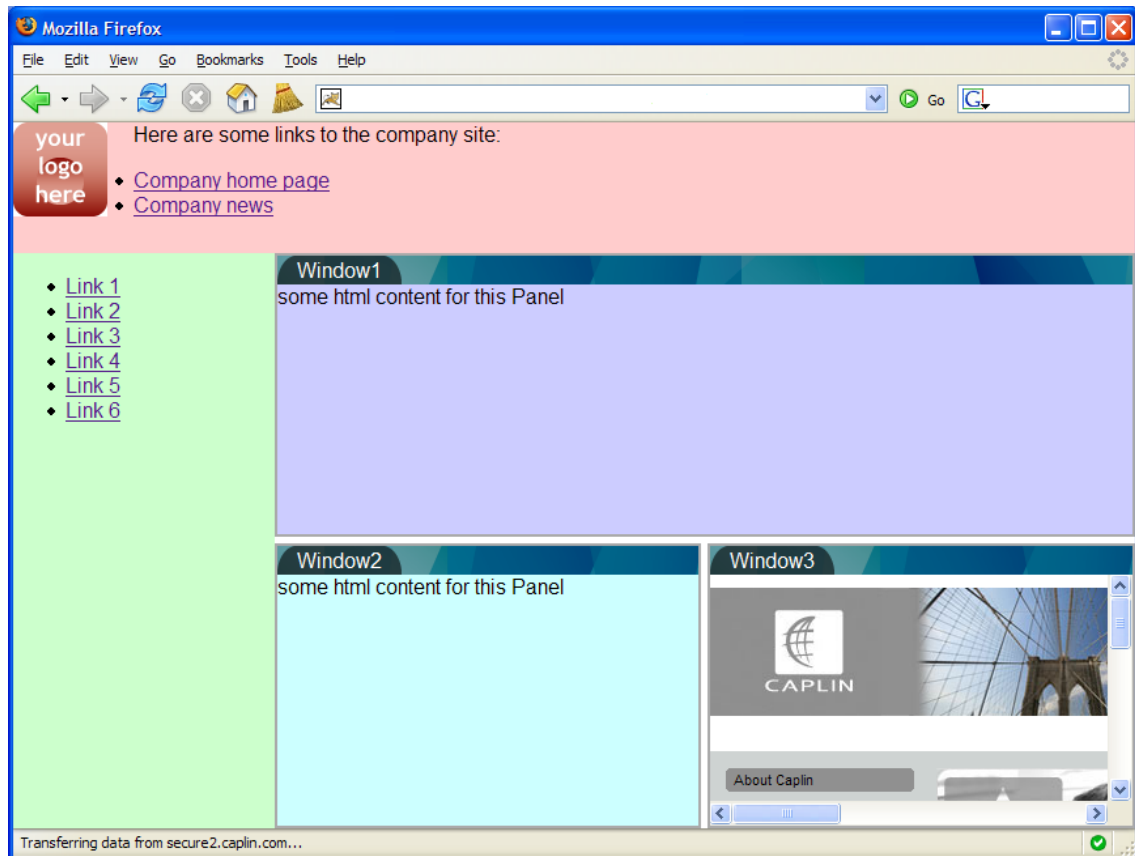 Mozilla Firefox
File Edit View Go Bookmarks Tools Help
Go G
your
logo
here
Here are some links to the company site:
Company home page
Company news
Link 1
Link 2
Link 3
Link 4
Link 5
Link 6
Window1
some html content for this Panel
Window2
some html content for this Panel
Window3
CAPLIN
About Caplin
Transferring data from secure2.caplin.com...